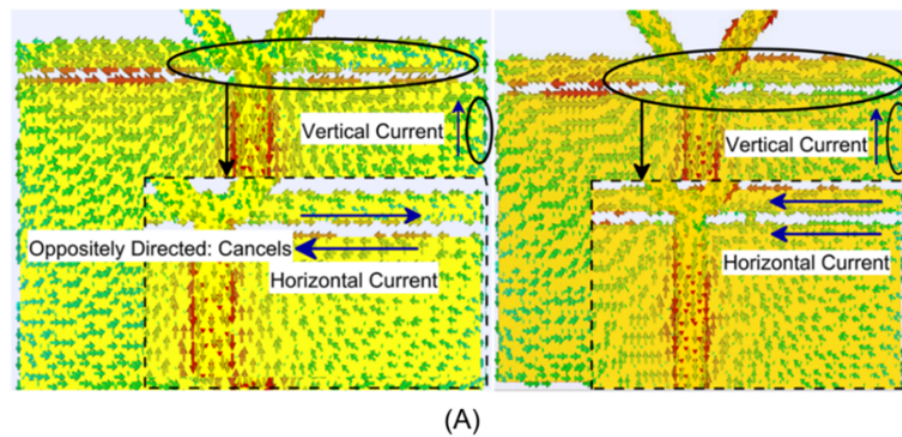 Vertical Current
Vertical Current
Oppositely Directed: Cancels
Horizontal Current
Horizontal Current
(A)